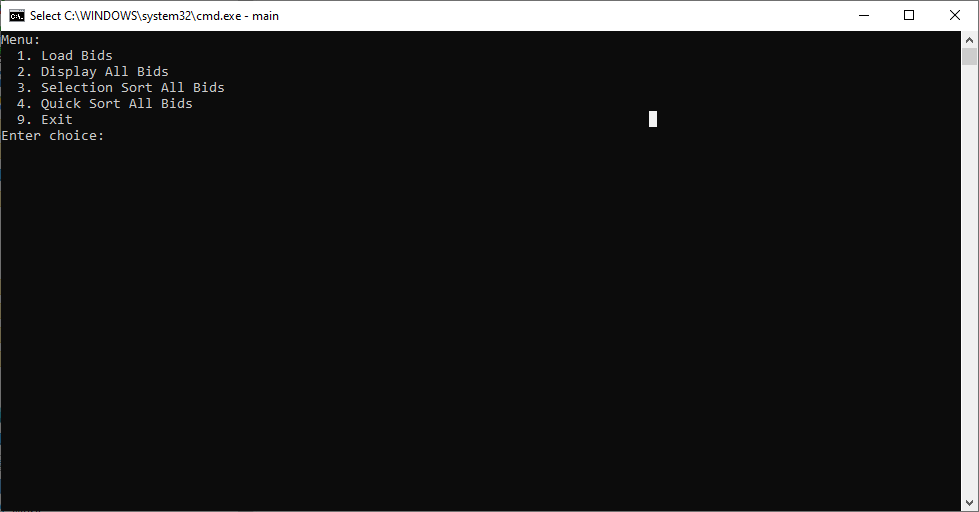 Select C:\WINDOWS\system32\cmd.exe - main
Menu:
  1. Load Bids
  2. Display All Bids
  3. Selection Sort All Bids
  4. Quick Sort All Bids
  9. Exit
Enter choice: